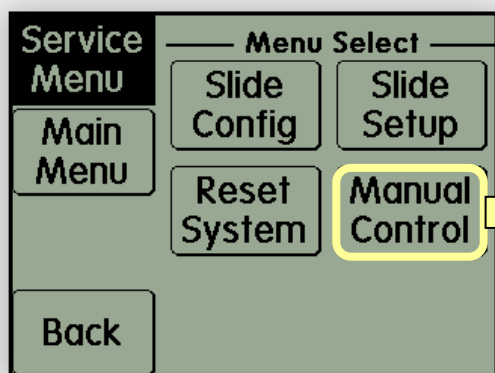 Service
Menu
Menu Select
Slide
Config
Slide
Setup
Main
Menu
Reset
System
Manual
Control
Back